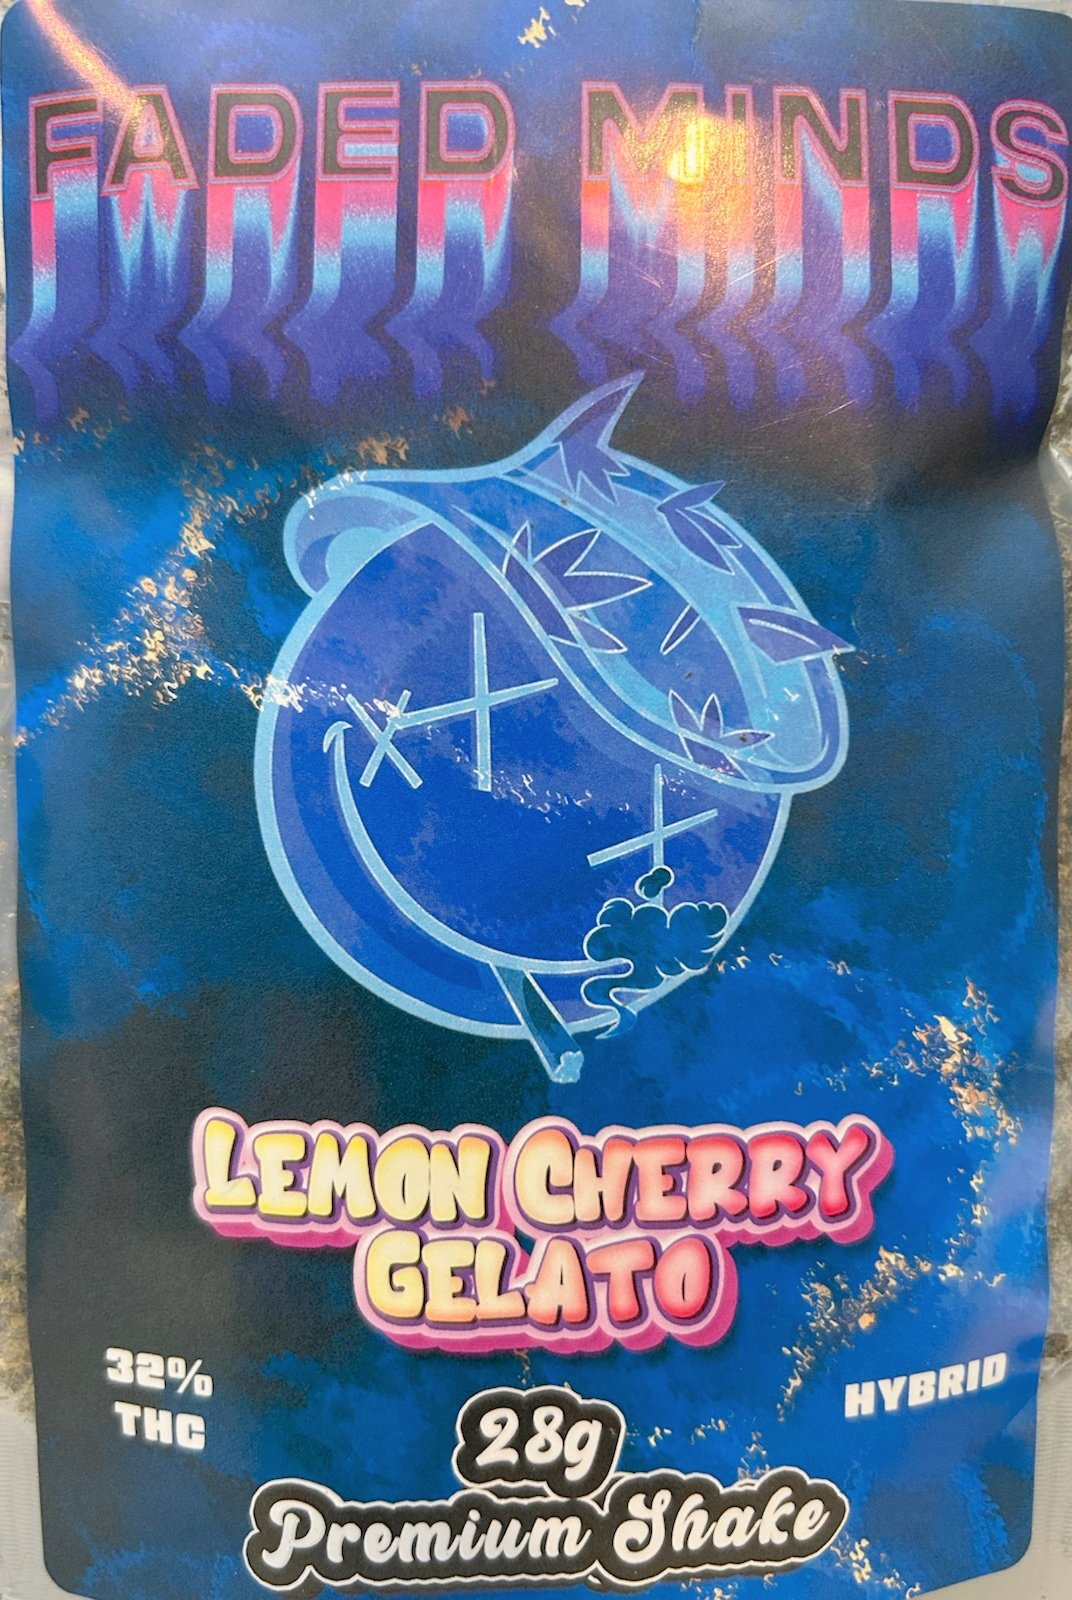 FADED MINDS
LEMON CHERRY
GELATO
32%
THC
HYBRID
28g
Premium Shake